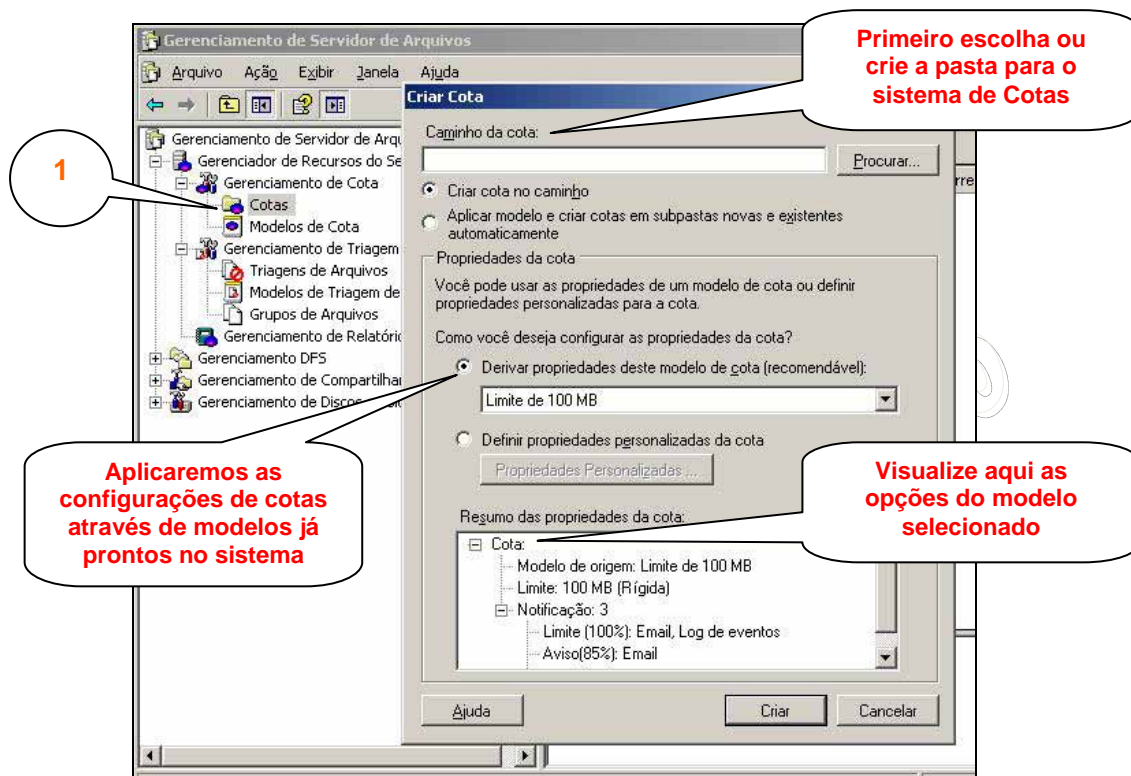 Gerenciamento de Servidor de Arquivos
Arquivo Ação Exibir Janela Ajuda
Primeiro escolha ou
crie a pasta para o
sistema de Cotas
1
Gerenciamento de Servidor de Arqu
Gerenciador de Recursos do Se
Gerenciamento de Cota
Cotas
Modelos de Cota
Gerenciamento de Triagem
Triagens de Arquivos
Modelos de Triagem de
Grupos de Arquivos
Gerenciamento de Relatóri
Gerenciamento DFS
Gerenciamento de Compartilha
Gerenciamento de Discos
Criar Cota
Caminho da cota:
Procurar...
Criar cota no caminho
Aplicar modelo e criar cotas em subpastas novas e existentes
automaticamente
Propriedades da cota
Você pode usar as propriedades de um modelo de cota ou definir
propriedades personalizadas para a cota.
Como você deseja configurar as propriedades da cota?
Derivar propriedades deste modelo de cota (recomendável):
Limite de 100 MB
Definir propriedades personalizadas da cota
Propriedades Personalizadas ...
Resumo das propriedades da cota:
Cota:
Modelo de origem: Limite de 100 MB
Limite: 100 MB (Rígida)
Notificação: 3
Limite (100%): Email, Log de eventos
Aviso(85%): Email
Ajuda
Criar
Cancelar
Aplicaremos as
configurações de cotas
através de modelos já
prontos no sistema
Visualize aqui as
opções do modelo
selecionado